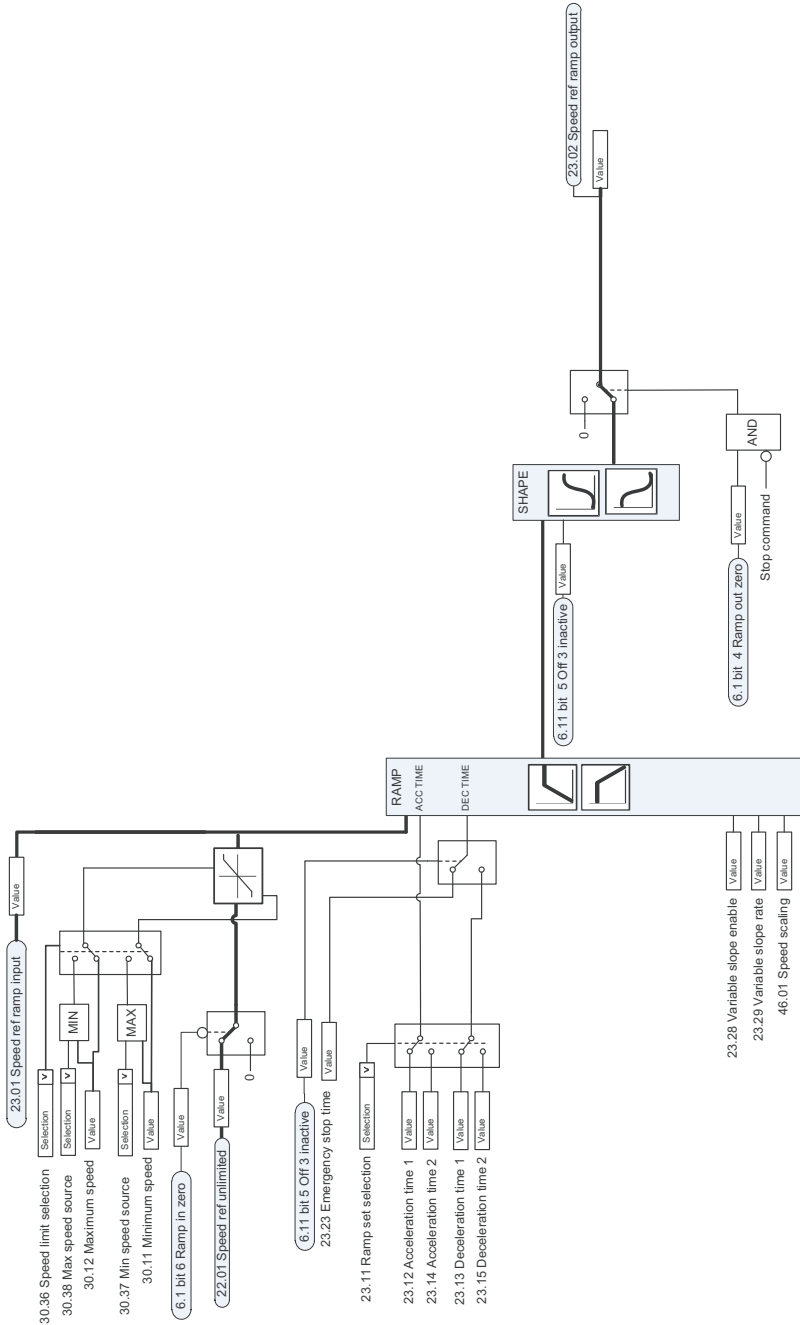 23.01 Speed ref ramp input
Value
30.36 Speed limit selection
Selection
v
30.38 Max speed source
Selection
v
MIN
30.12 Maximum speed
Value
30.37 Min speed source
Selection
v
MAX
30.11 Minimum speed
Value
6.1 bit 6 Ramp in zero
Value
22.01 Speed ref unlimited
Value
0
6.11 bit 5 Off 3 inactive
Value
23.23 Emergency stop time
Value
23.11 Ramp set selection
Selection
v
23.12 Acceleration time 1
Value
23.14 Acceleration time 2
Value
23.13 Deceleration time 1
Value
23.15 Deceleration time 2
Value
RAMP
ACC TIME
DEC TIME
23.28 Variable slope enable
Value
23.29 Variable slope rate
Value
46.01 Speed scaling
Value
SHAPE
6.11 bit 5 Off 3 inactive
Value
0
6.1 bit 4 Ramp out zero
Value
Stop command
AND
23.02 Speed ref ramp output
Value